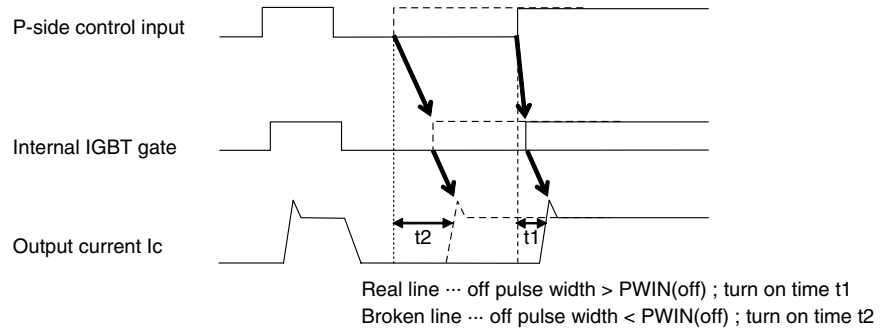 P-side control input
Internal IGBT gate
t2
t1
Output current Ic
Real line ··· off pulse width > PWIN(off) ; turn on time t1
Broken line ··· off pulse width < PWIN(off) ; turn on time t2